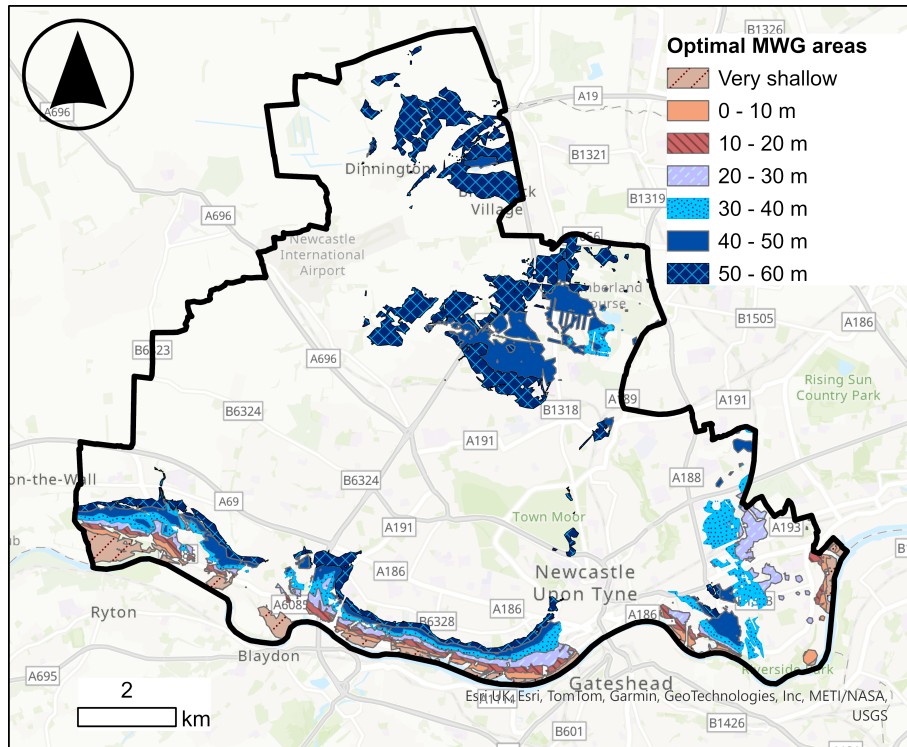 B1326
Optimal MWG areas
Very shallow
0 - 10 m
10 - 20 m
20 - 30 m
30 - 40 m
40 - 50 m
50 - 60 m
A696
A19
B1321
Dinnington
B1319
Village
A696
Newcastle
International
Airport
B1505
A186
A696
Rising Sun
Country Park
B6324
B1318
A189
A191
A191
on-the-Wall
A69
B6324
A188
A191
Town Moor
A193
Newcastle
Upon Tyne
A186
A6085
A186
A186
Ryton
B6328
Blaydon
A695
Riverside Park
Gateshead
2
km
Esri UK, Esri, TomTom, Garmin, GeoTechnologies, Inc, METI/NASA,
USGS
B1426
B601